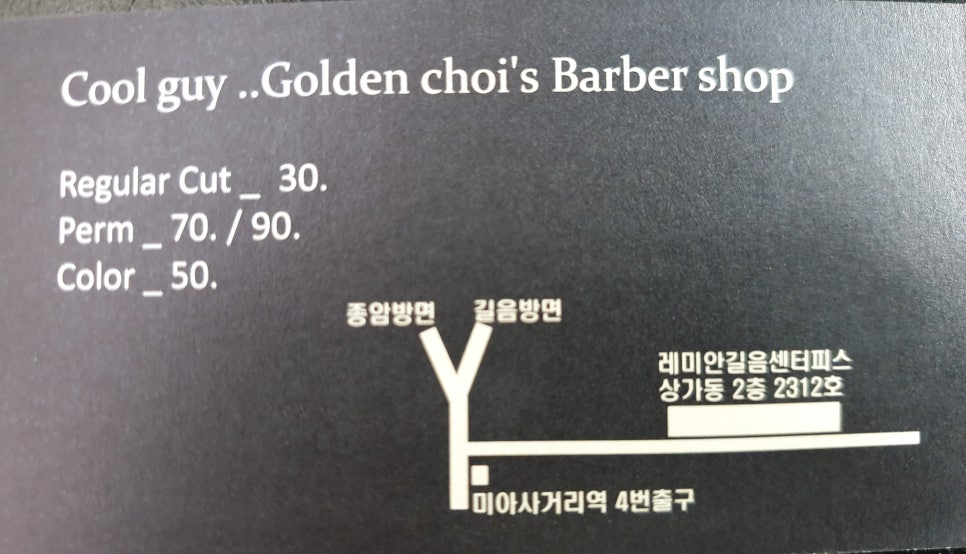 Cool guy ..Golden choi's Barber shop
Regular Cut _ 30.
Perm _ 70. / 90.
Color _ 50.
종암방면 길음방면
레미안길음센터피스
상가동 2층 2312호
미아사거리역 4번출구